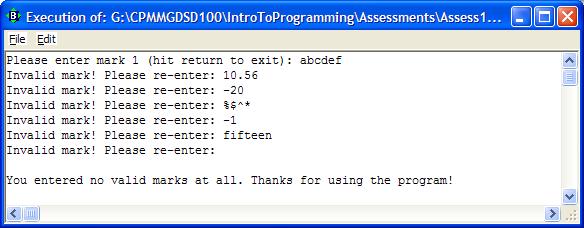 Execution of: G:\CPMMGDSD100\IntroToProgramming\Assessments\Assess1...
File Edit
Please enter mark 1 (hit return to exit): abcdef
Invalid mark! Please re-enter: 10.56
Invalid mark! Please re-enter: -20
Invalid mark! Please re-enter: %$^*
Invalid mark! Please re-enter: -1
Invalid mark! Please re-enter: fifteen
Invalid mark! Please re-enter:
You entered no valid marks at all. Thanks for using the program!